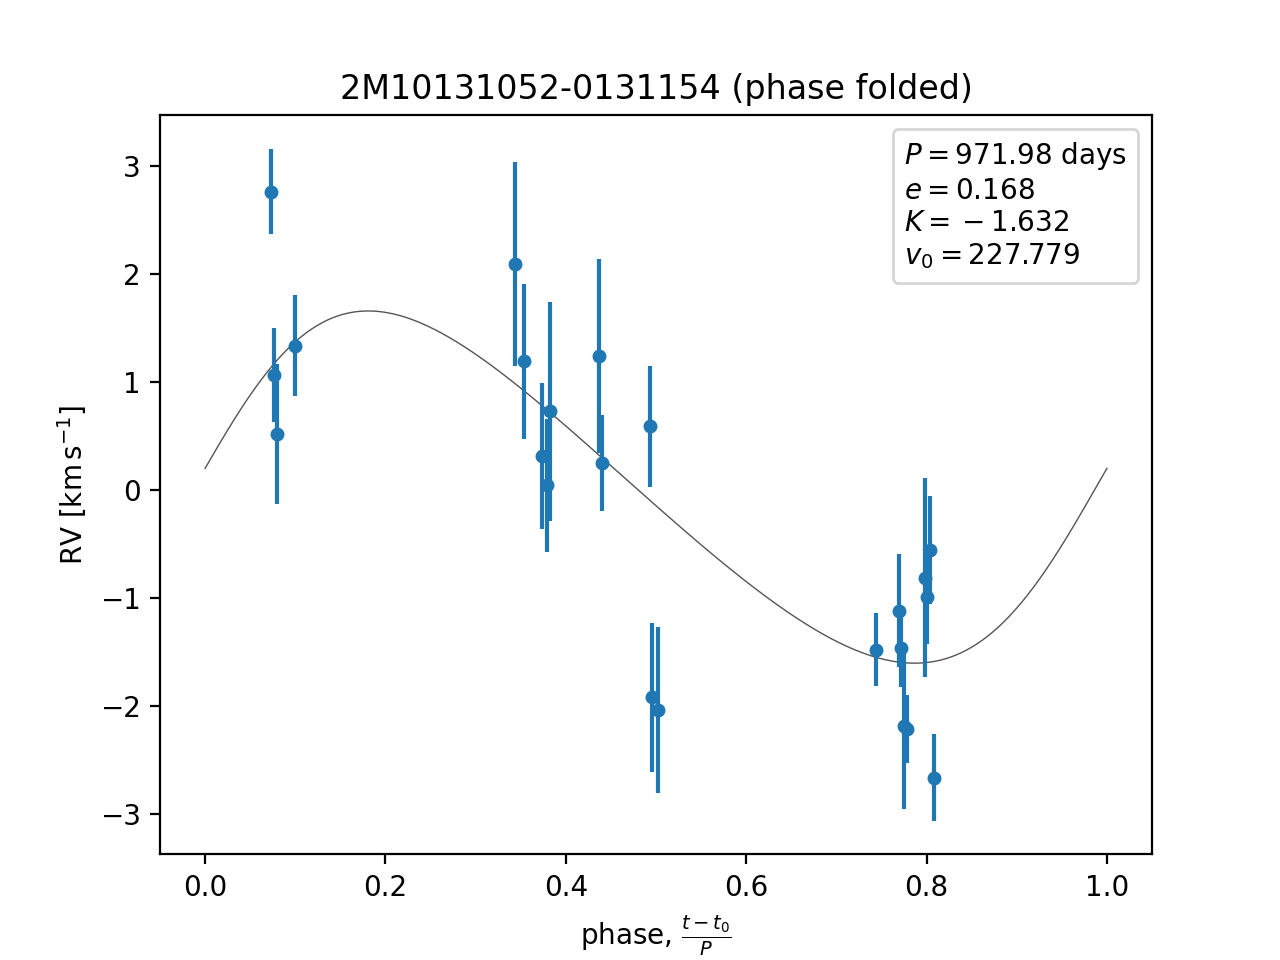 2M10131052-0131154 (phase folded)
P = 971.98 days
e = 0.168
K = − 1.632
v₀ = 227.779
3
2
1
0
−1
−2
−3
RV [km s⁻¹]
0.0 0.2 0.4 0.6 0.8 1.0
phase, (t − t₀)/P